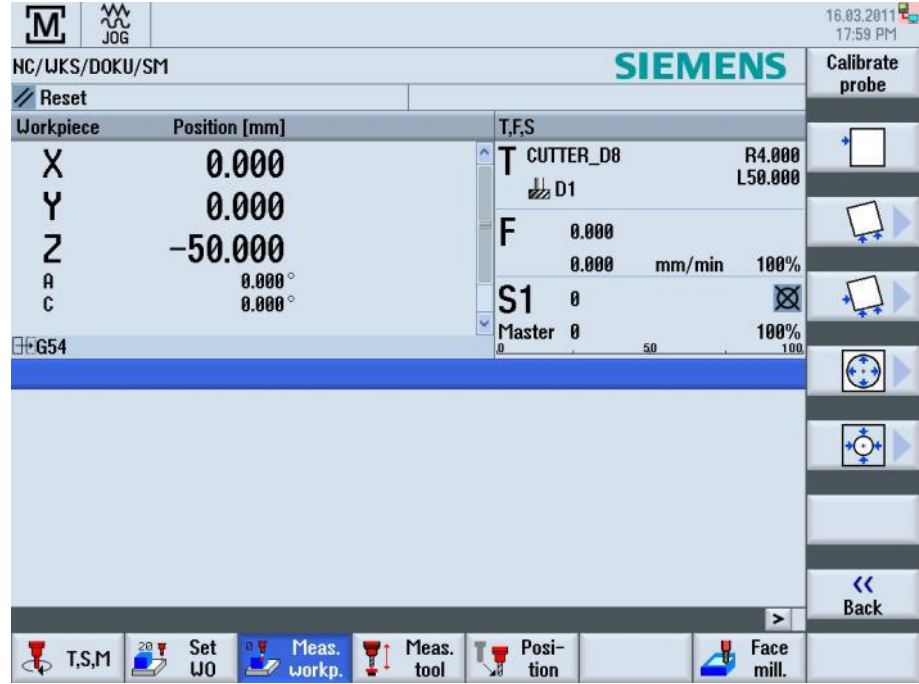 M
JOG
16.03.2011
17:59 PM
NC/WKS/DOKU/SM
SIEMENS
Calibrate
probe
Reset
Workpiece Position [mm]
T,F,S
X 0.000
T CUTTER_D8 R4.000
D1 L50.000
Y 0.000
Z -50.000
F 0.000
0.000 mm/min 100%
A 0.000°
C 0.000°
S1 0
Master 0 100%
0 50 100
G54
<<
Back
>
T,S,M
20
Set
WO
0
Meas.
workp.
Meas.
tool
Posi-
tion
Face
mill.